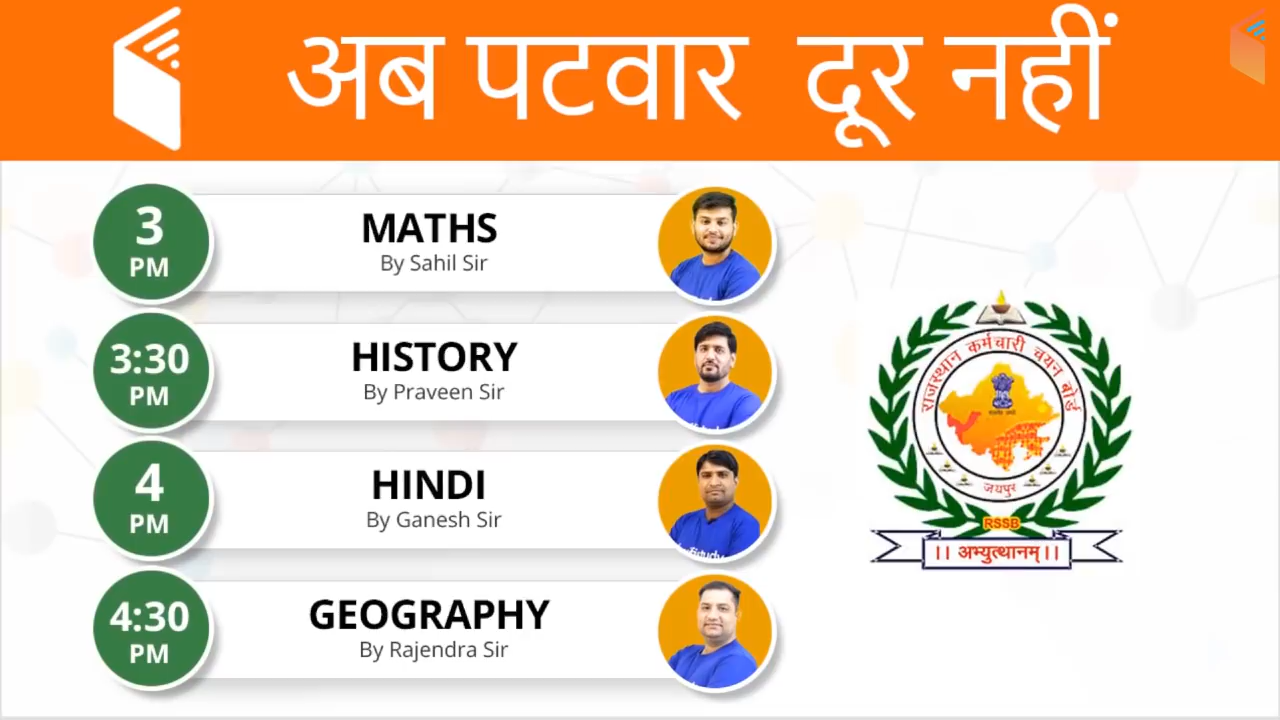 अब पटवार दूर नहीं
3
PM
MATHS
By Sahil Sir
3:30
PM
HISTORY
By Praveen Sir
4
PM
HINDI
By Ganesh Sir
4:30
PM
GEOGRAPHY
By Rajendra Sir
राजस्थान कर्मचारी चयन बोर्ड
जयपुर
RSSB
।। अभ्युत्थानम्।।